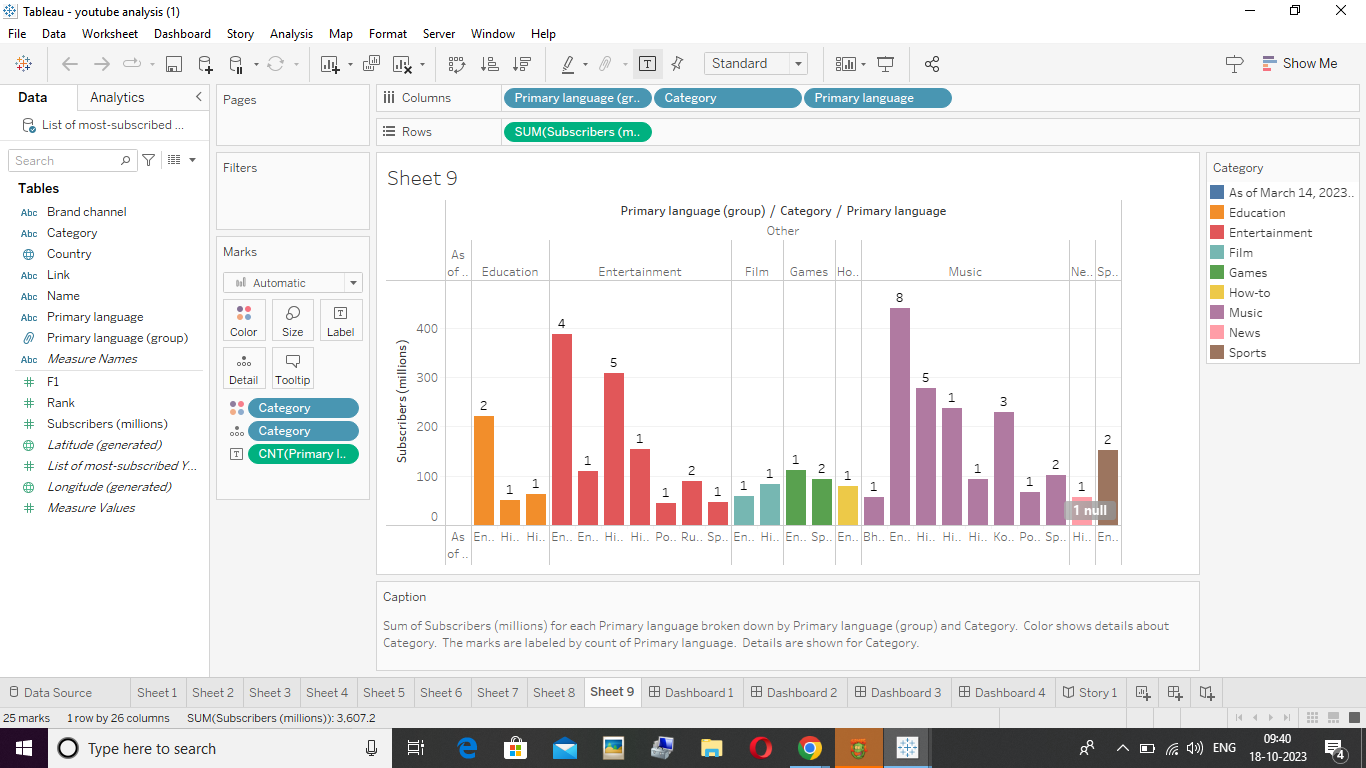 Tableau - youtube analysis (1)
File Data Worksheet Dashboard Story Analysis Map Format Server Window Help
Standard
Show Me
Data Analytics
List of most-subscribed ...
Search
Tables
Abc Brand channel
Abc Category
Country
Abc Link
Abc Name
Abc Primary language
Primary language (group)
Abc Measure Names
F1
Rank
Subscribers (millions)
Latitude (generated)
List of most-subscribed Y...
Longitude (generated)
Measure Values
Pages
Filters
Marks
Automatic
Color Size Label
Detail Tooltip
Category
Category
CNT(Primary l..
Columns Primary language (gr.. Category Primary language
Rows SUM(Subscribers (m..
Sheet 9
Primary language (group) / Category / Primary language
Other
As of .. Education Entertainment Film Games Ho.. Music Ne.. Sp..
Subscribers (millions)
400
300
200
100
0
2 1 1 4 1 5 1 1 2 1 1 1 1 2 1 1 8 5 1 1 3 1 2 1 2
1 null
As of .. En.. Hi.. Hi.. En.. En.. Hi.. Hi.. Po.. Ru.. Sp.. En.. Hi.. En.. Sp.. En.. Bh.. En.. Hi.. Hi.. Hi.. Ko.. Po.. Sp.. Hi.. En..
Caption
Sum of Subscribers (millions) for each Primary language broken down by Primary language (group) and Category. Color shows details about
Category. The marks are labeled by count of Primary language. Details are shown for Category.
Category
As of March 14, 2023..
Education
Entertainment
Film
Games
How-to
Music
News
Sports
Data Source Sheet 1 Sheet 2 Sheet 3 Sheet 4 Sheet 5 Sheet 6 Sheet 7 Sheet 8 Sheet 9 Dashboard 1 Dashboard 2 Dashboard 3 Dashboard 4 Story 1
25 marks 1 row by 26 columns SUM(Subscribers (millions)): 3,607.2
Type here to search
ENG
09:40
18-10-2023
4